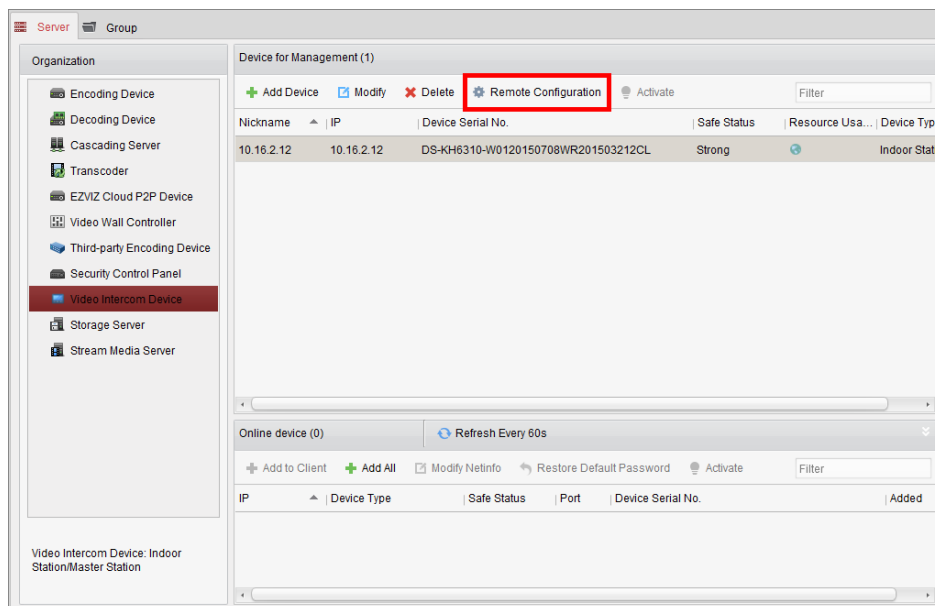 Server Group
Organization
Encoding Device
Decoding Device
Cascading Server
Transcoder
EZVIZ Cloud P2P Device
Video Wall Controller
Third-party Encoding Device
Security Control Panel
Video Intercom Device
Storage Server
Stream Media Server
Video Intercom Device: Indoor
Station/Master Station
Device for Management (1)
Add Device Modify Delete Remote Configuration Activate Filter
Nickname IP Device Serial No. Safe Status Resource Usa... Device Typ
10.16.2.12 10.16.2.12 DS-KH6310-W0120150708WR201503212CL Strong Indoor Stat
Online device (0) Refresh Every 60s
Add to Client Add All Modify Netinfo Restore Default Password Activate Filter
IP Device Type Safe Status Port Device Serial No. Added